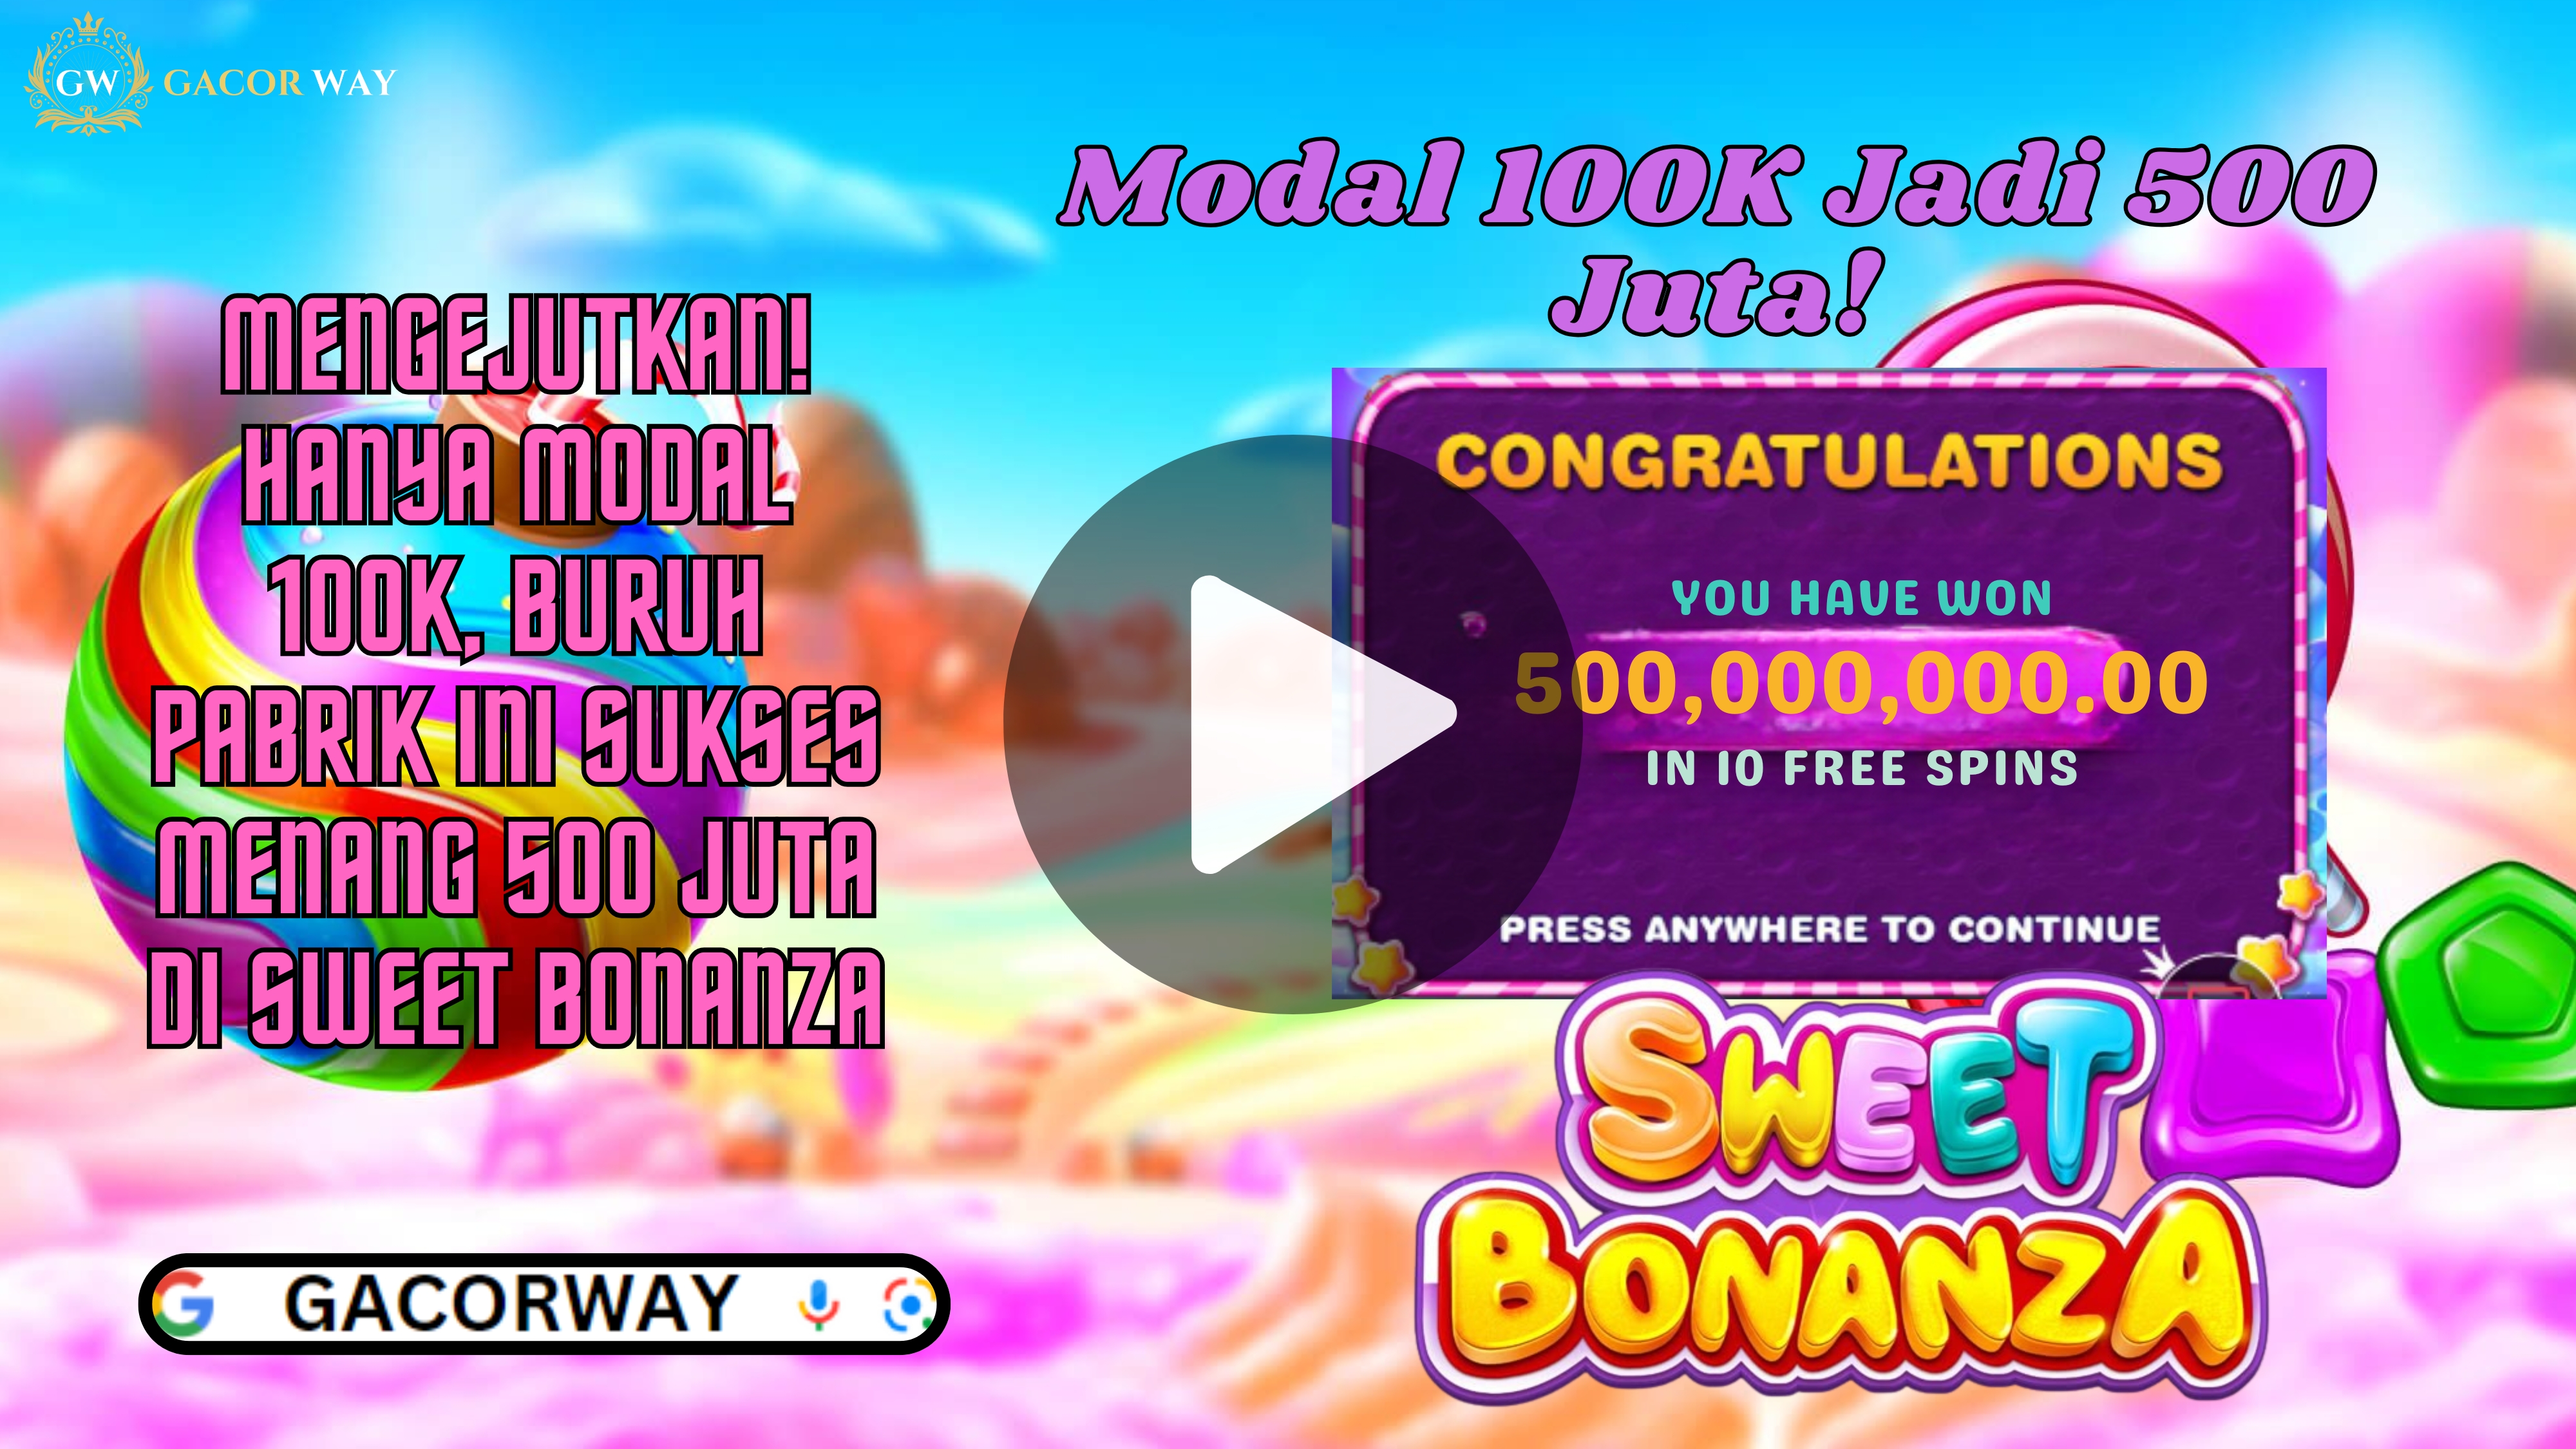 GW GACOR WAY
Modal 100K Jadi 500
Juta!
MENGEJUTKAN!
HANYA MODAL
100K, BURUH
PABRIK INI SUKSES
MENANG 500 JUTA
DI SWEET BONANZA
CONGRATULATIONS
YOU HAVE WON
500,000,000.00
IN 10 FREE SPINS
PRESS ANYWHERE TO CONTINUE
SWEET
BONANZA
G GACORWAY